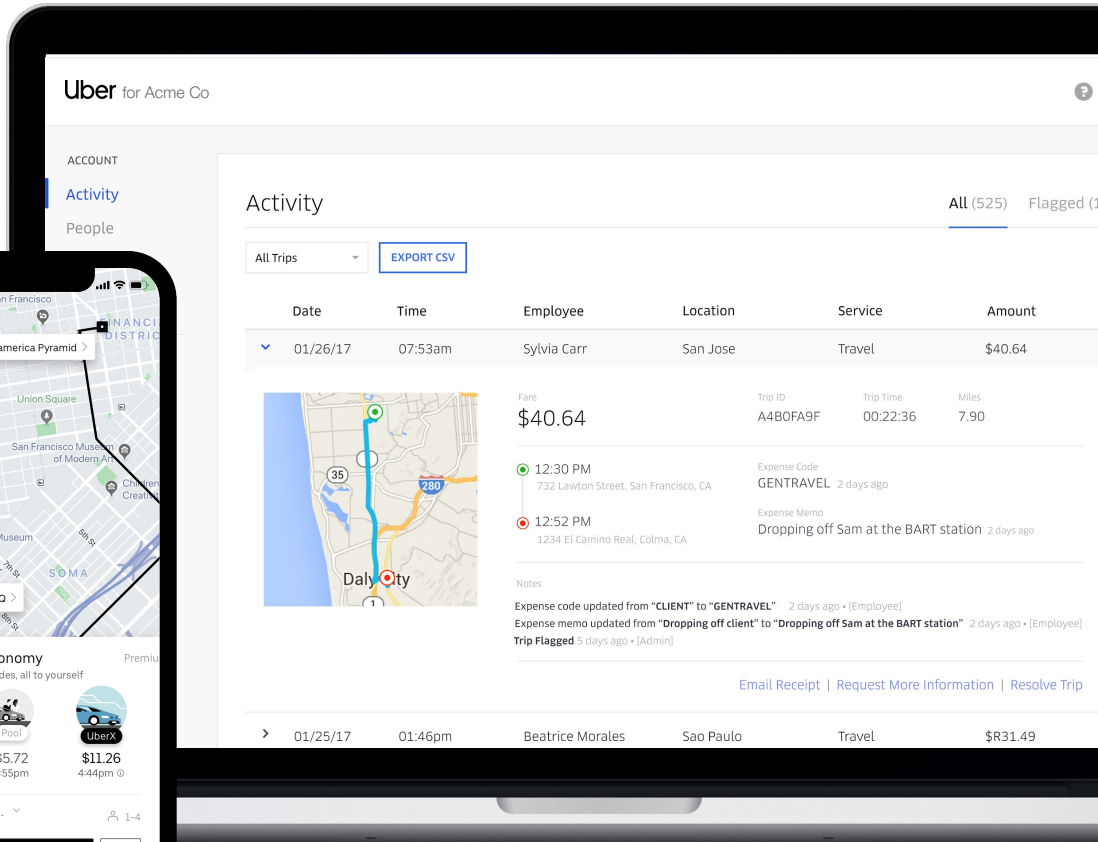 Uber for Acme Co
?
ACCOUNT
Activity
People
Activity
All (525) Flagged
All Trips
EXPORT CSV
Date Time Employee Location Service Amount
01/26/17 07:53am Sylvia Carr San Jose Travel $40.64
35
280
Daly City
1
Fare
$40.64
Trip ID
A4B0FA9F
Trip Time
00:22:36
Miles
7.90
12:30 PM
732 Lawton Street, San Francisco, CA
12:52 PM
1234 El Camino Real, Colma, CA
Expense Code
GENTRAVEL 2 days ago
Expense Memo
Dropping off Sam at the BART station 2 days ago
Notes
Expense code updated from “CLIENT” to “GENTRAVEL” 2 days ago • [Employee]
Expense memo updated from “Dropping off client” to “Dropping off Sam at the BART station” 2 days ago • [Employee]
Trip Flagged 5 days ago • [Admin]
Email Receipt | Request More Information | Resolve Trip
01/25/17 01:46pm Beatrice Morales Sao Paulo Travel $R31.49
Francisco
DISTRIC
Pyramid
Union Square
San Francisco Museum
of Modern Art
5th St
7th St
SOMA
8th St
all to yourself
Pool
UberX
5.72
$11.26
:55pm
4:44pm
1-4